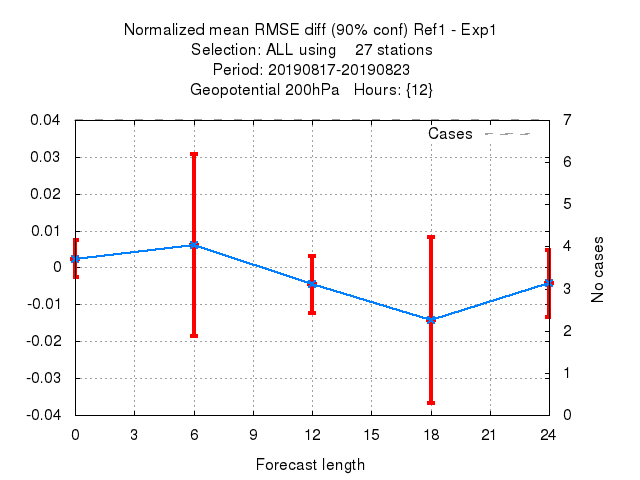 Normalized mean RMSE diff (90% conf) Ref1 - Exp1
Selection: ALL using    27 stations
Period: 20190817-20190823
Geopotential 200hPa   Hours: {12}
0.04
0.03
0.02
0.01
0
-0.01
-0.02
-0.03
-0.04
Cases
7
6
5
4
3
2
1
0
No cases
0 3 6 9 12 15 18 21 24
Forecast length